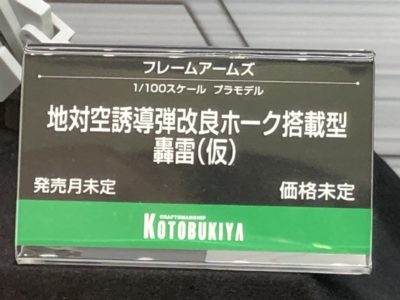 フレームアームズ
1/100スケール プラモデル
地対空誘導弾改良ホーク搭載型
轟雷(仮)
発売月未定 価格未定
CRAFTSMANSHIP
KOTOBUKIYA